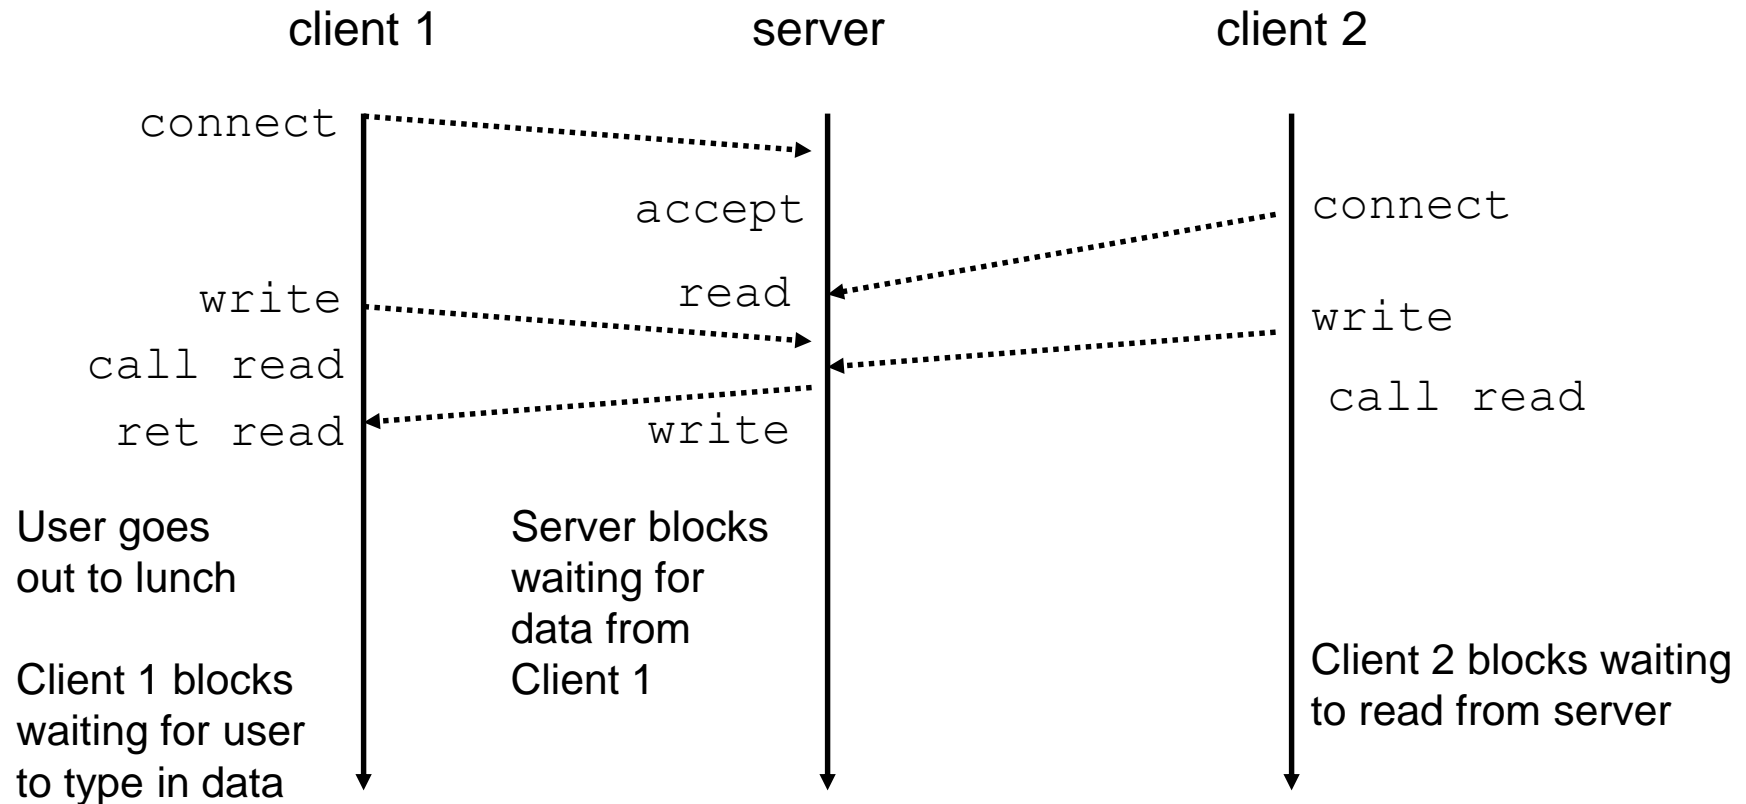 client 1
server
client 2
connect
accept
connect
write
read
write
call read
call read
ret read
write
User goes
out to lunch
Server blocks
waiting for
data from
Client 1
Client 1 blocks
waiting for user
to type in data
Client 2 blocks waiting
to read from server